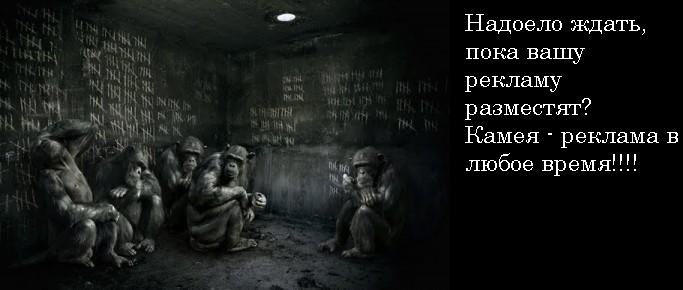 Надоело ждать,
пока вашу
рекламу
разместят?
Камея - реклама в
любое время!!!!